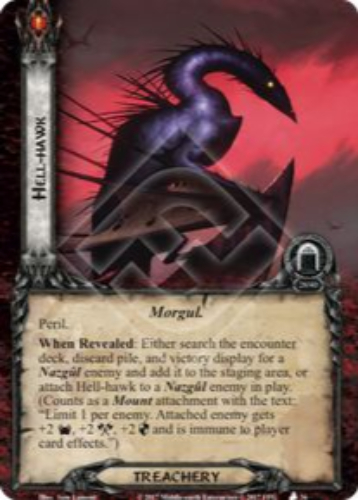 HELL-HAWK
Morgul.
Peril.
When Revealed: Either search the encounter
deck, discard pile, and victory display for a
Nazgûl enemy and add it to the staging area, or
attach Hell-hawk to a Nazgûl enemy in play.
(Counts as a Mount attachment with the text:
"Limit 1 per enemy. Attached enemy gets
+2 , +2 , +2 and is immune to player
card effects.")
TREACHERY